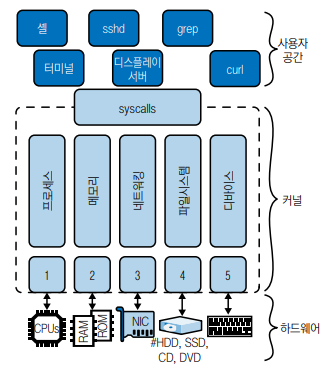 셸
sshd
grep
사용자
공간
터미널
디스플레이
서버
curl
syscalls
프로세스
메모리
네트워킹
파일시스템
디바이스
커널
1
2
3
4
5
CPUs
RAM
ROM
NIC
#HDD, SSD,
CD, DVD
하드웨어